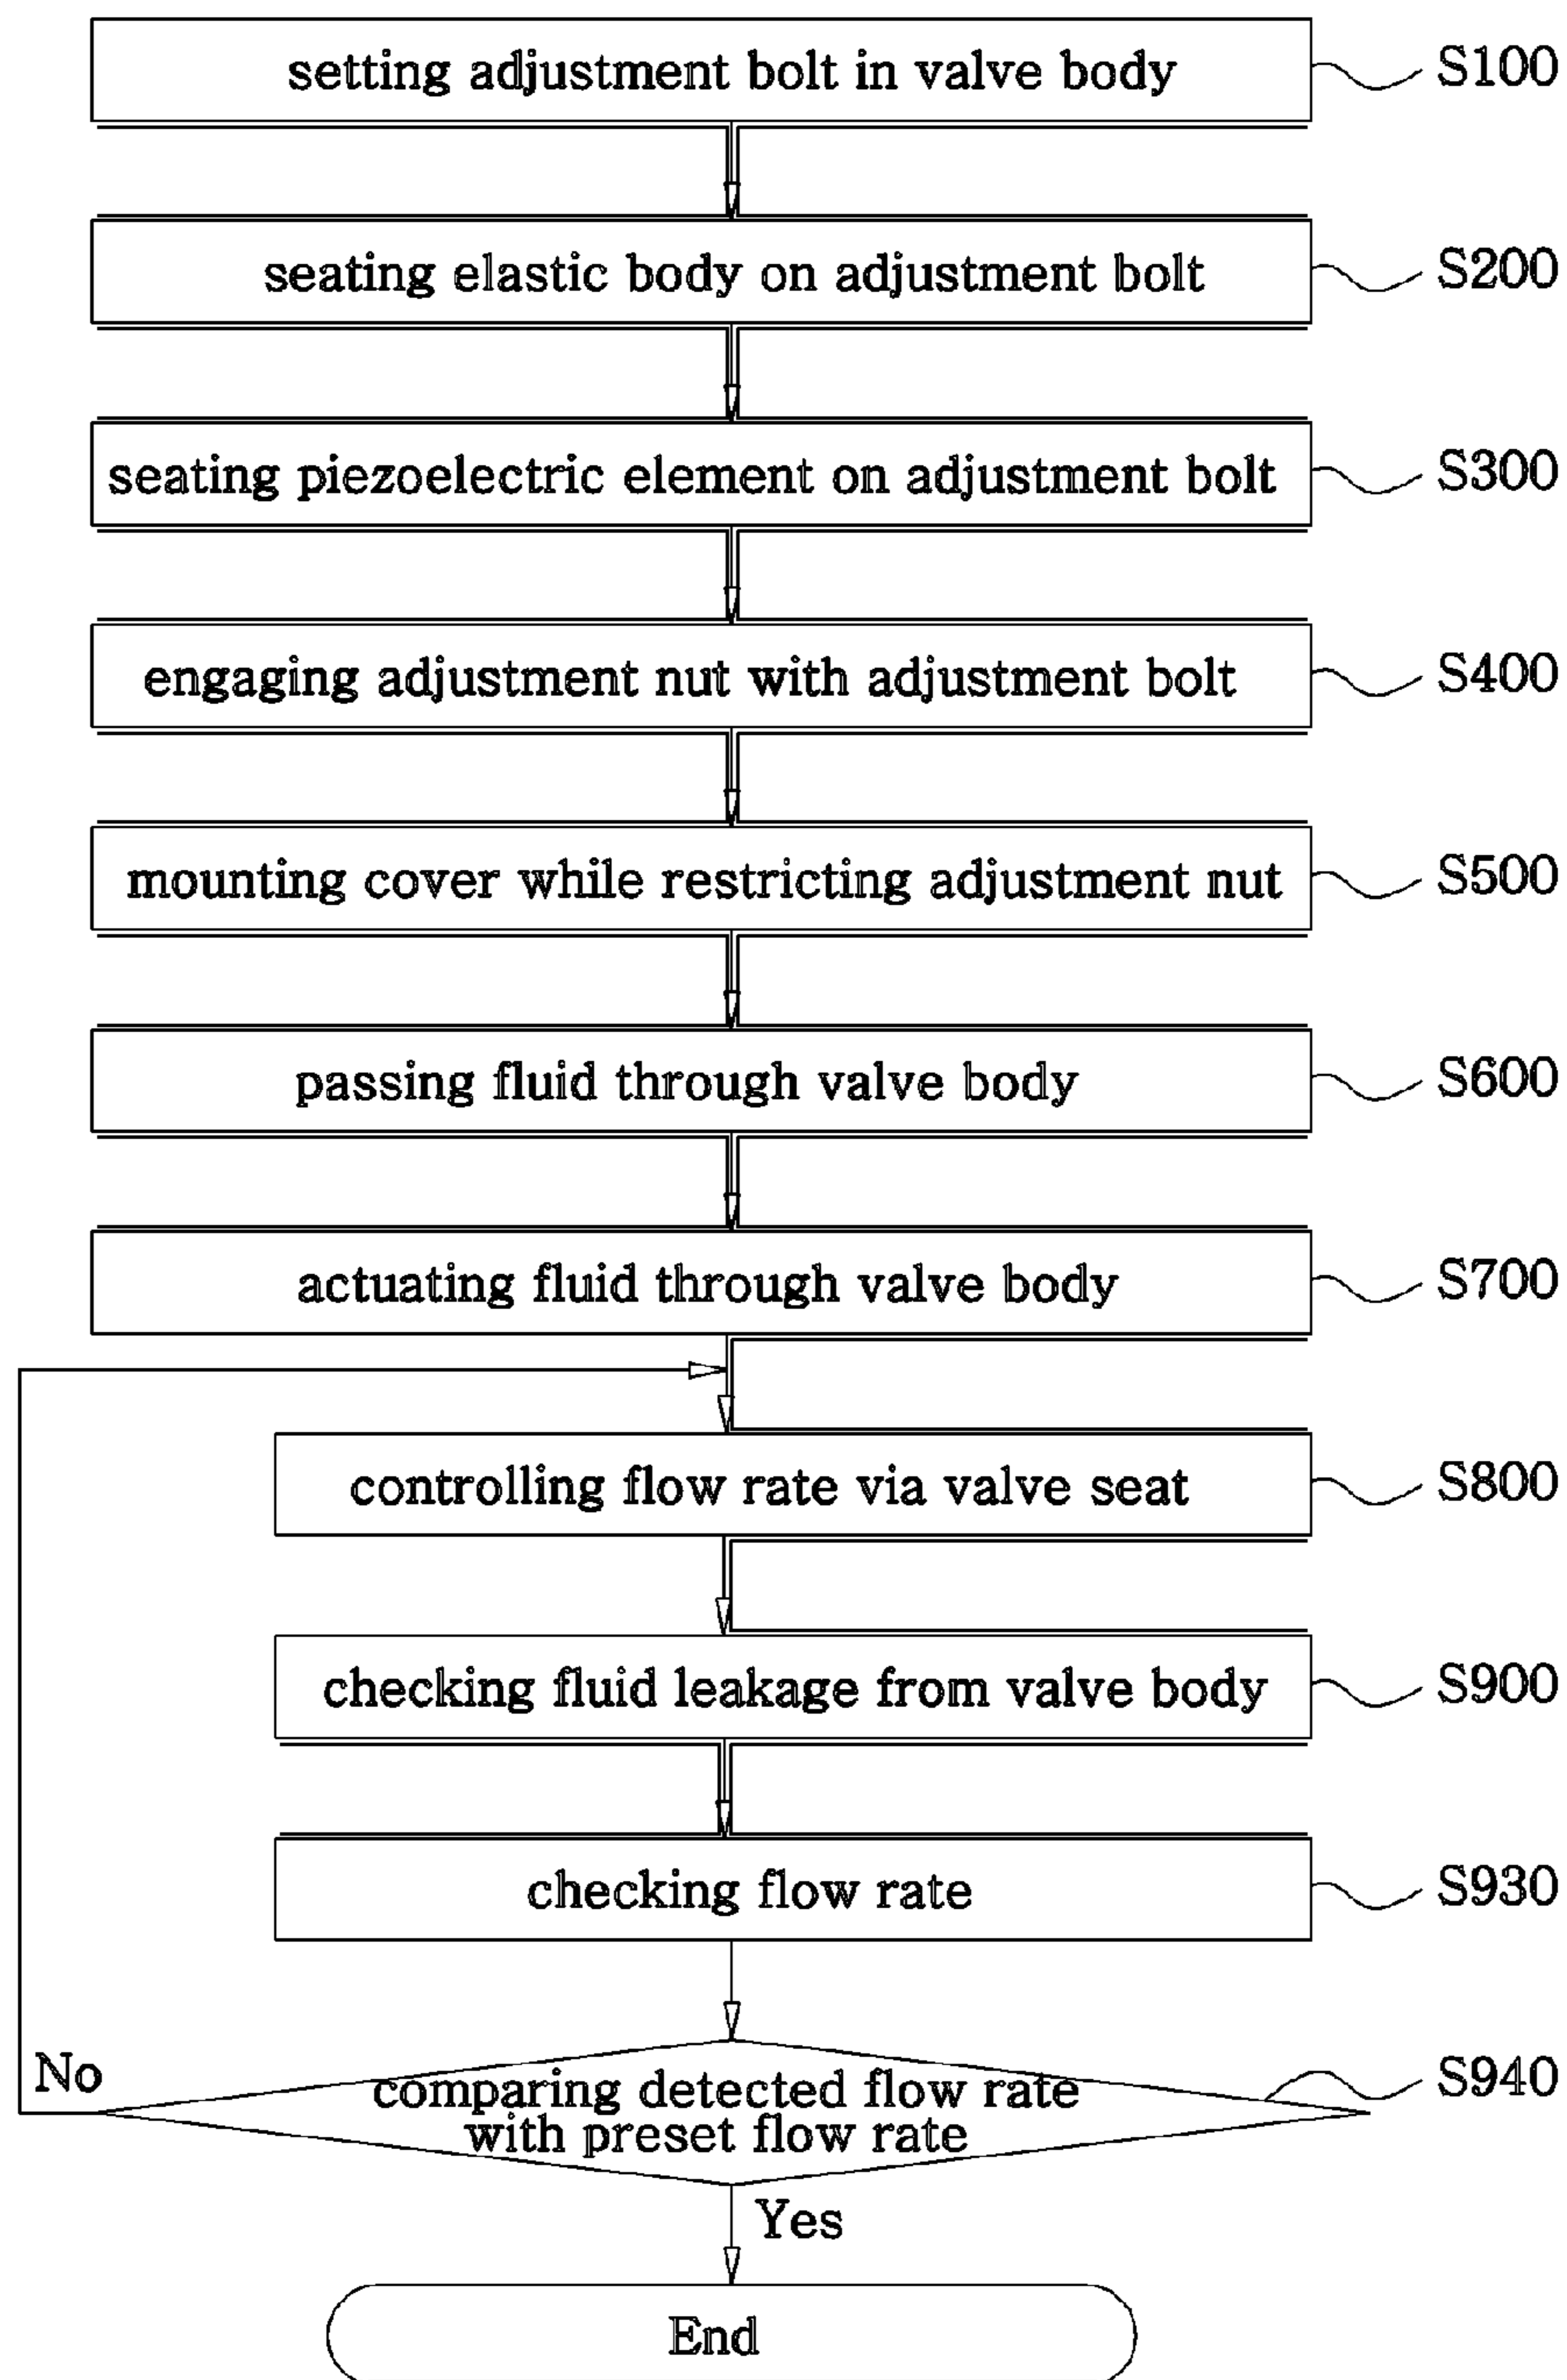 setting adjustment bolt in valve body
S100
seating elastic body on adjustment bolt
S200
seating piezoelectric element on adjustment bolt
S300
engaging adjustment nut with adjustment bolt
S400
mounting cover while restricting adjustment nut
S500
passing fluid through valve body
S600
actuating fluid through valve body
S700
controlling flow rate via valve seat
S800
checking fluid leakage from valve body
S900
checking flow rate
S930
No
comparing detected flow rate
with preset flow rate
S940
Yes
End